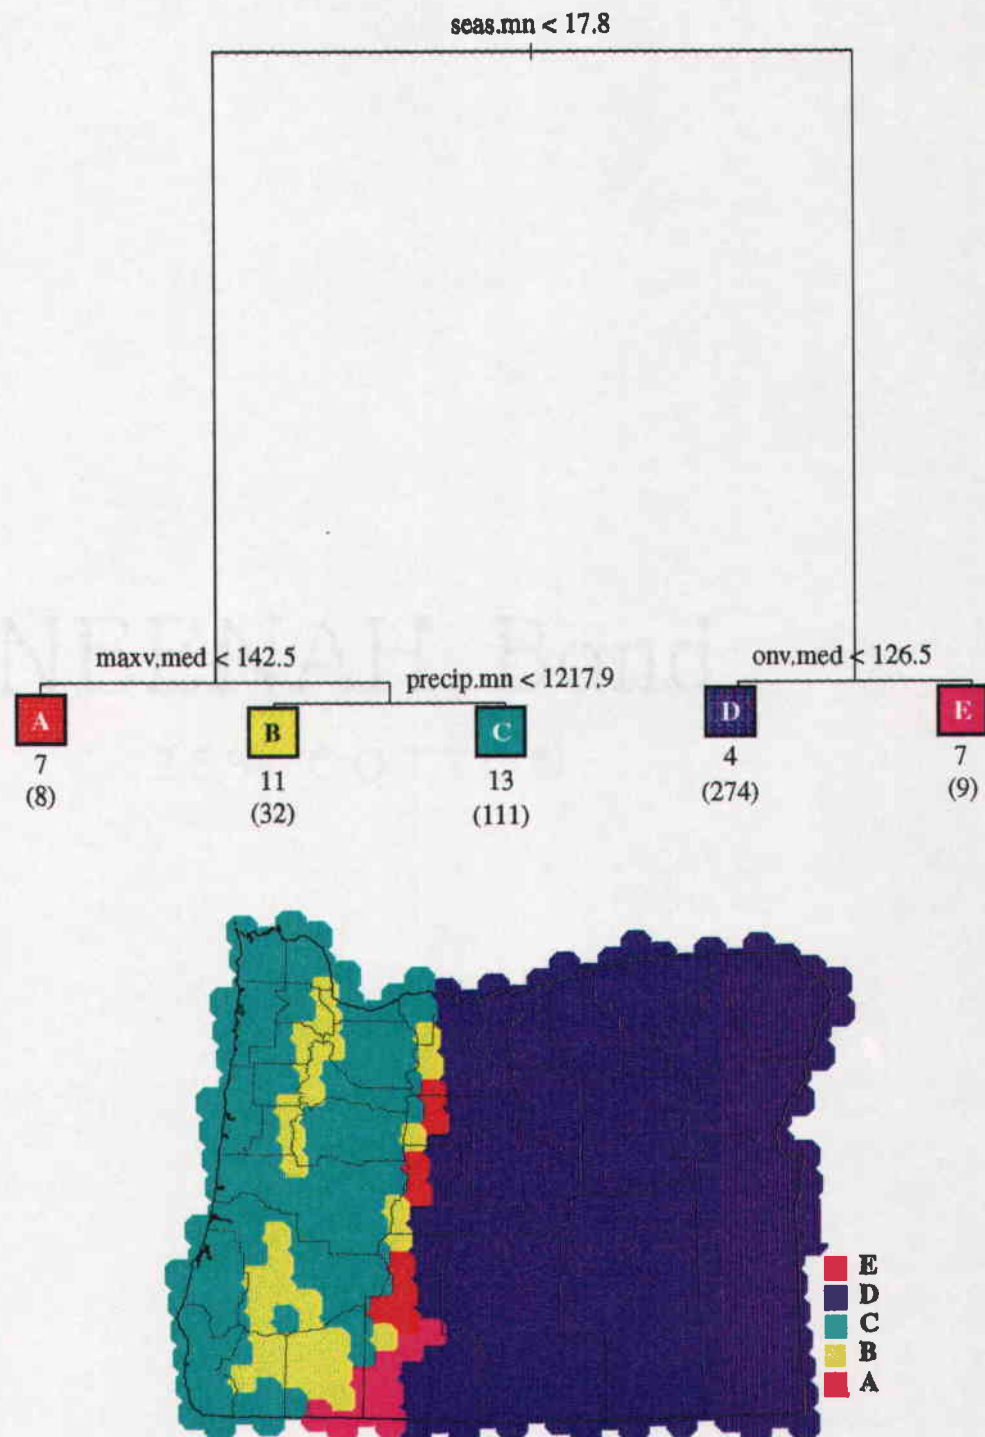 seas.mn < 17.8
maxv.med < 142.5
onv.med < 126.5
precip.mn < 1217.9
A
B
C
D
E
7
11
13
4
7
(8)
(32)
(111)
(274)
(9)
E
D
C
B
A